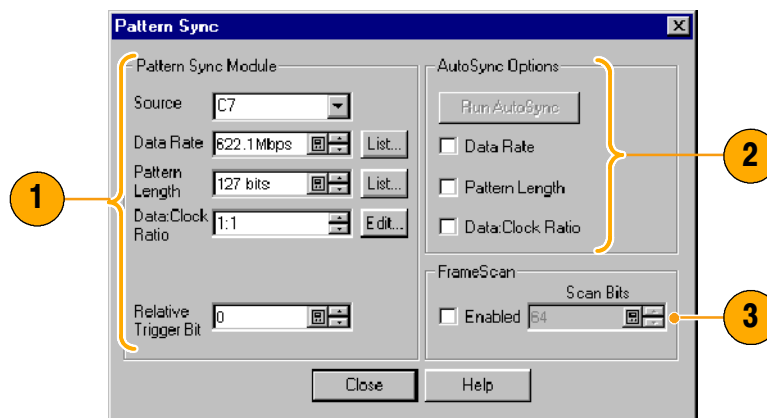 Pattern Sync
Pattern Sync Module
Source C7
Data Rate 622.1Mbps List...
Pattern Length 127 bits List...
Data:Clock Ratio 1:1 Edit...
Relative Trigger Bit 0
AutoSync Options
Run AutoSync
Data Rate
Pattern Length
Data:Clock Ratio
FrameScan
Scan Bits
Enabled 64
Close Help
1
2
3